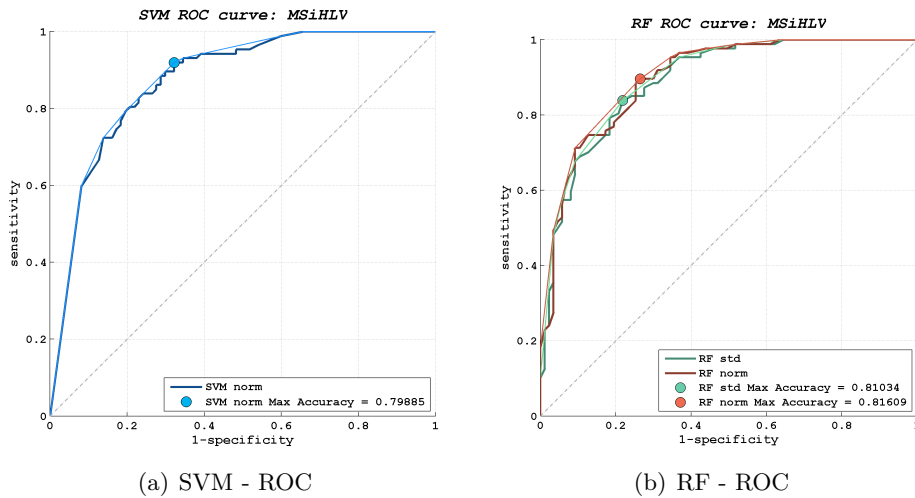 SVM ROC curve: MSiHLV
1
0.8
0.6
0.4
0.2
0
sensitivity
0 0.2 0.4 0.6 0.8 1
1-specificity
SVM norm
SVM norm Max Accuracy = 0.79885
(a) SVM - ROC
RF ROC curve: MSiHLV
1
0.8
0.6
0.4
0.2
0
sensitivity
0 0.2 0.4 0.6 0.8 1
1-specificity
RF std
RF norm
RF std Max Accuracy = 0.81034
RF norm Max Accuracy = 0.81609
(b) RF - ROC